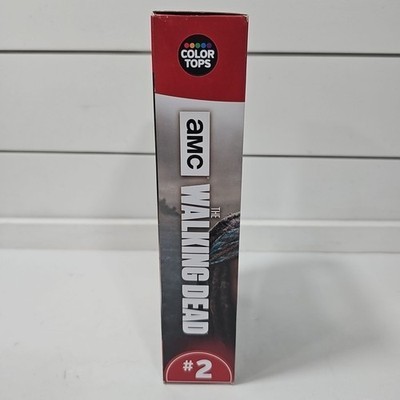 COLOR
TOPS
aMC
THE
WALKING DEAD
#2